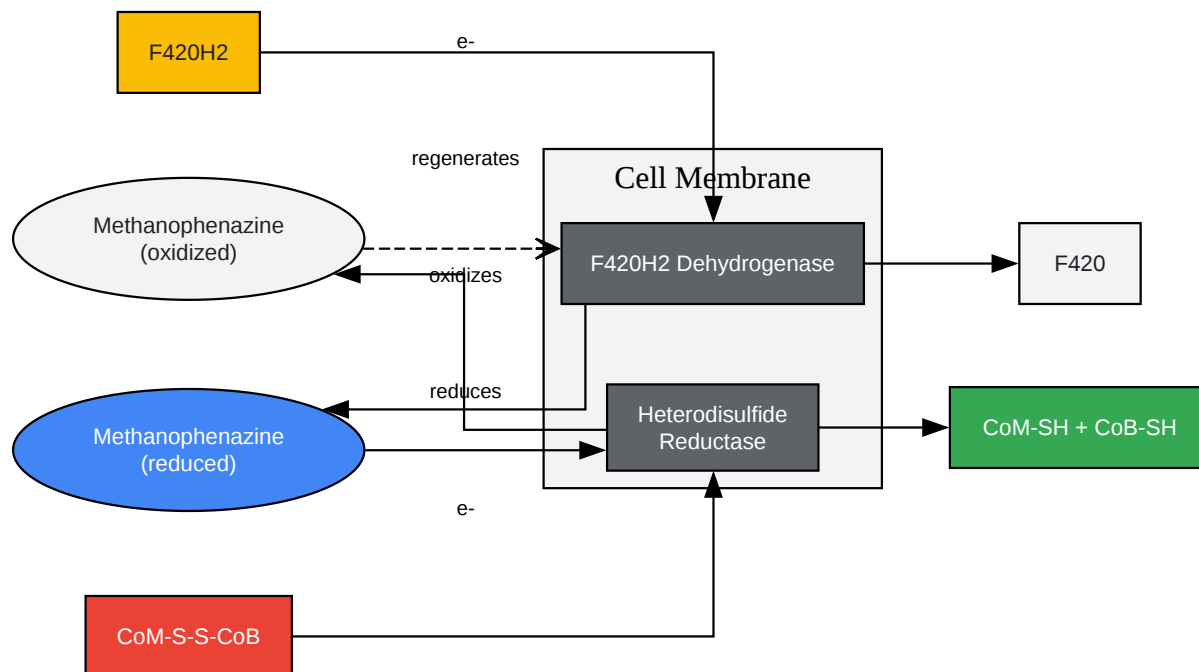 F420H2
e-
regenerates
Cell Membrane
Methanophenazine
(oxidized)
F420H2 Dehydrogenase
F420
oxidizes
reduces
Heterodisulfide
Reductase
CoM-SH + CoB-SH
Methanophenazine
(reduced)
e-
CoM-S-S-CoB